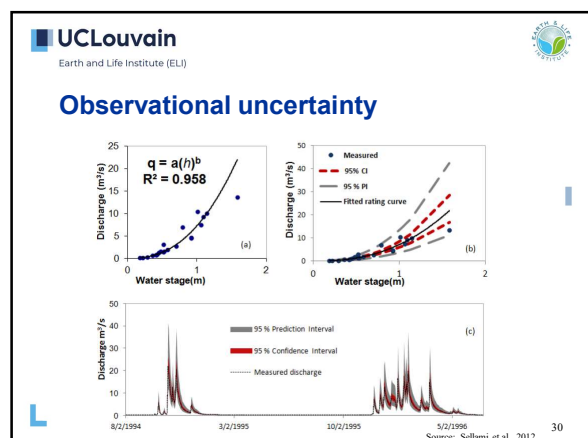 UCLouvain
Earth and Life Institute (ELI)
EARTH & LIFE
INSTITUTE
Observational uncertainty
25
20
15
10
5
0
Discharge (m³/s)
q = a(h)ᵇ
R² = 0.958
(a)
0 1 2
Water stage(m)
50
40
30
20
10
0
Discharge (m³/s)
Measured
95% CI
95 % PI
Fitted rating curve
(b)
0 1 2
Water stage(m)
50
40
30
20
10
0
Discharge m³/s
95 % Prediction Interval
95 % Confidence Interval
Measured discharge
(c)
8/2/1994 3/2/1995 10/2/1995 5/2/1996
30
Source: Sellami et al., 2012